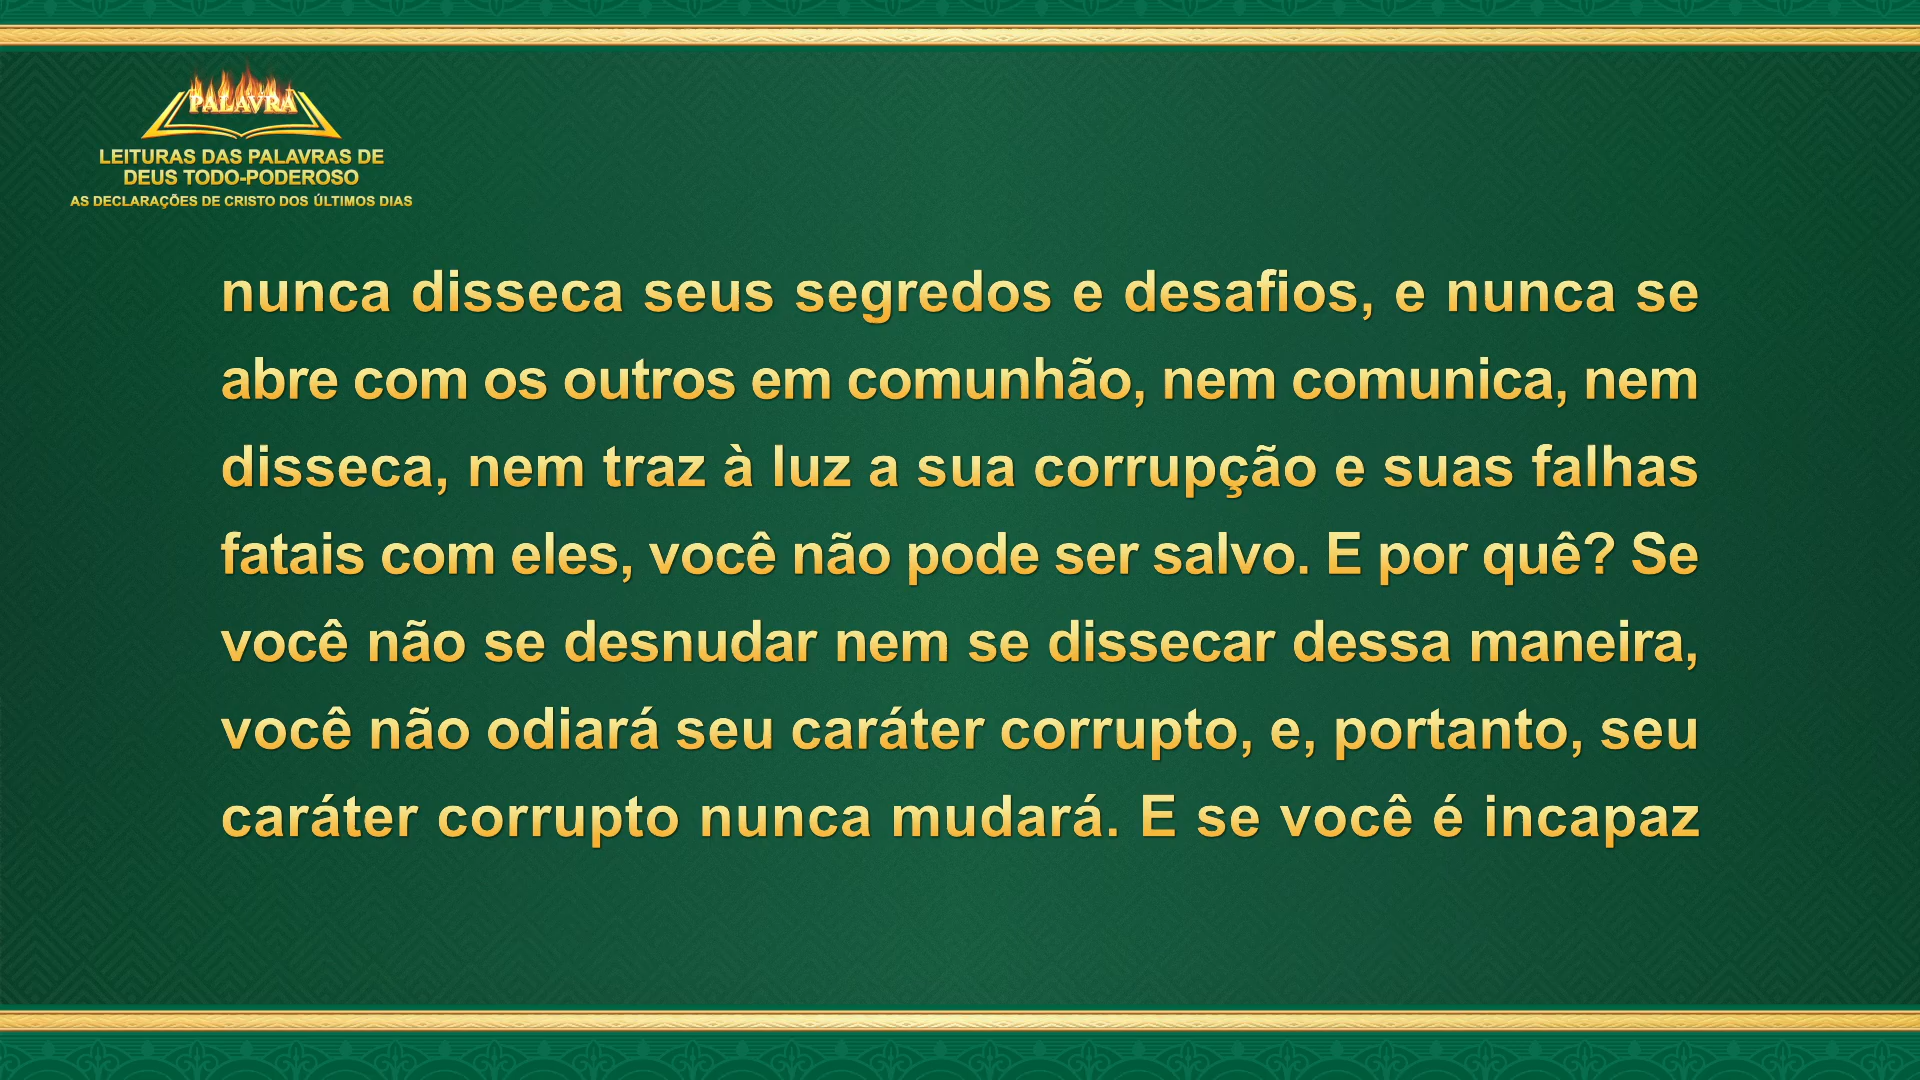 PALAVRA
LEITURAS DAS PALAVRAS DE
DEUS TODO-PODEROSO
AS DECLARAÇÕES DE CRISTO DOS ÚLTIMOS DIAS
nunca disseca seus segredos e desafios, e nunca se
abre com os outros em comunhão, nem comunica, nem
disseca, nem traz à luz a sua corrupção e suas falhas
fatais com eles, você não pode ser salvo. E por quê? Se
você não se desnudar nem se dissecar dessa maneira,
você não odiará seu caráter corrupto, e, portanto, seu
caráter corrupto nunca mudará. E se você é incapaz